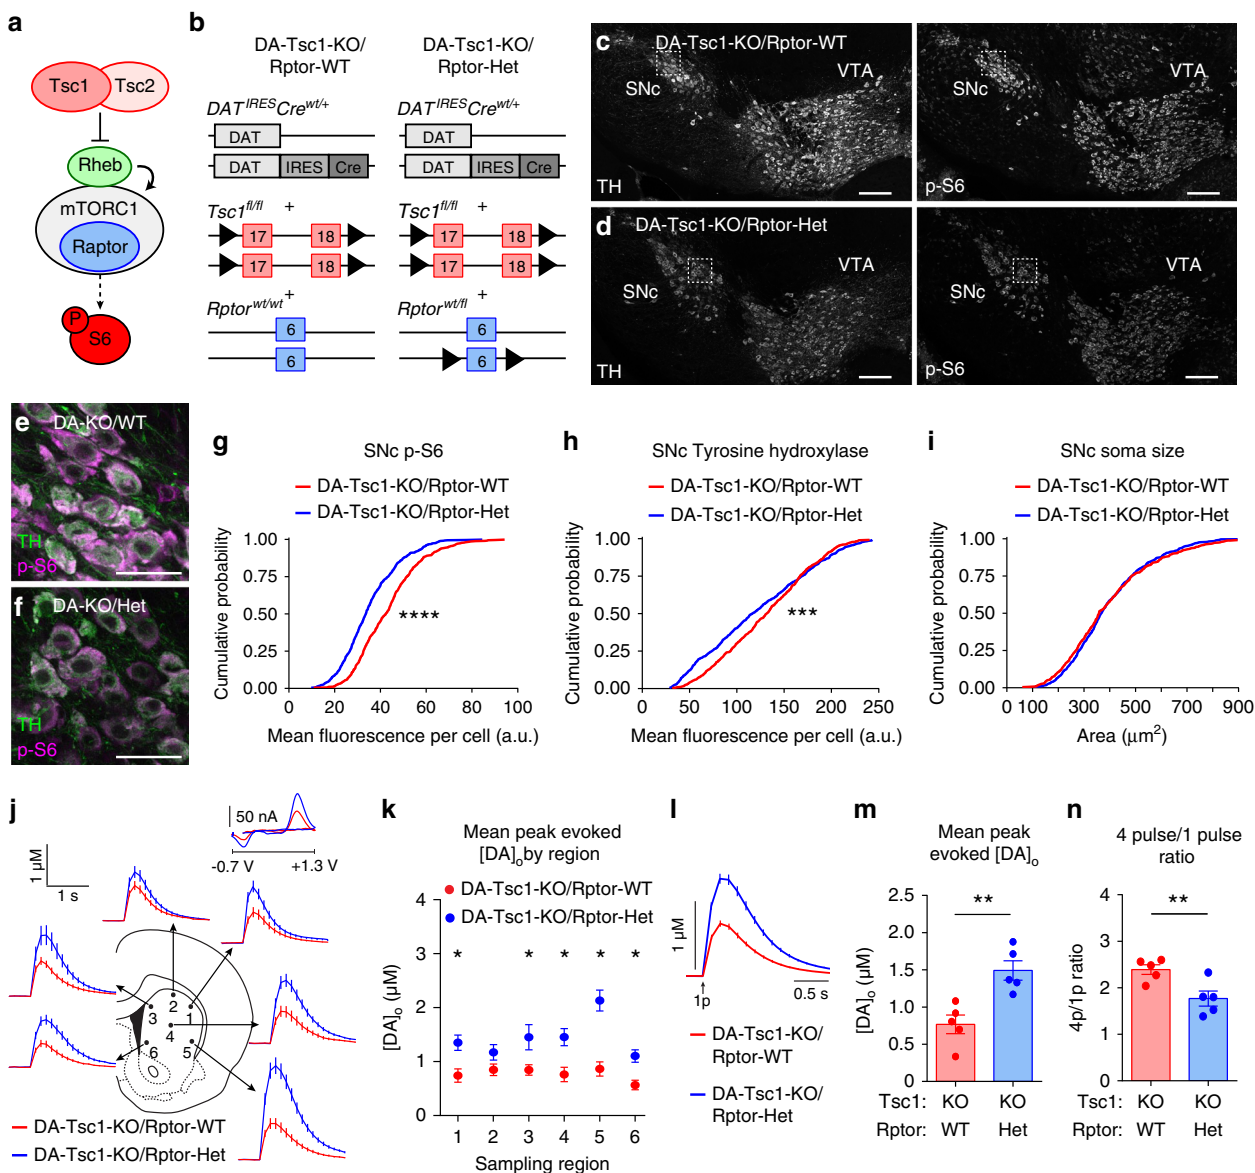 a
Tsc1
Tsc2
Rheb
mTORC1
Raptor
P
S6
b
DA-Tsc1-KO/
Rptor-WT
DA-Tsc1-KO/
Rptor-Het
DAT^IRES Cre^wt/+
DAT^IRES Cre^wt/+
DAT
DAT
DAT IRES Cre
DAT IRES Cre
+
+
Tsc1^fl/fl
Tsc1^fl/fl
17 18
17 18
17 18
17 18
+
+
Rptor^wt/wt
Rptor^wt/fl
6
6
6
6
c
DA-Tsc1-KO/Rptor-WT
SNc
TH
VTA
SNc
p-S6
d
DA-Tsc1-KO/Rptor-Het
VTA
SNc
TH
VTA
SNc
p-S6
e
DA-KO/WT
TH
p-S6
f
DA-KO/Het
TH
p-S6
g
SNc p-S6
DA-Tsc1-KO/Rptor-WT
DA-Tsc1-KO/Rptor-Het
Cumulative probability
1.00
0.75
0.50
0.25
0.00
****
0 20 40 60 80 100
Mean fluorescence per cell (a.u.)
h
SNc Tyrosine hydroxylase
DA-Tsc1-KO/Rptor-WT
DA-Tsc1-KO/Rptor-Het
Cumulative probability
1.00
0.75
0.50
0.25
0.00
***
0 50 100 150 200 250
Mean fluorescence per cell (a.u.)
i
SNc soma size
DA-Tsc1-KO/Rptor-WT
DA-Tsc1-KO/Rptor-Het
Cumulative probability
1.00
0.75
0.50
0.25
0.00
0 100 300 500 700 900
Area (μm²)
j
1 μM
1 s
50 nA
-0.7 V
+1.3 V
1
2
3
4
5
6
DA-Tsc1-KO/Rptor-WT
DA-Tsc1-KO/Rptor-Het
k
Mean peak evoked
[DA]ₒby region
DA-Tsc1-KO/Rptor-WT
DA-Tsc1-KO/Rptor-Het
[DA]ₒ (μM)
4
3
2
1
0
* * * * *
1 2 3 4 5 6
Sampling region
l
1 μM
1p
0.5 s
DA-Tsc1-KO/
Rptor-WT
DA-Tsc1-KO/
Rptor-Het
m
Mean peak
evoked [DA]ₒ
**
[DA]ₒ (μM)
2.5
2.0
1.5
1.0
0.5
0
Tsc1: KO KO
Rptor: WT Het
n
4 pulse/1 pulse
ratio
**
4p/1p ratio
4
3
2
1
0
Tsc1: KO KO
Rptor: WT Het